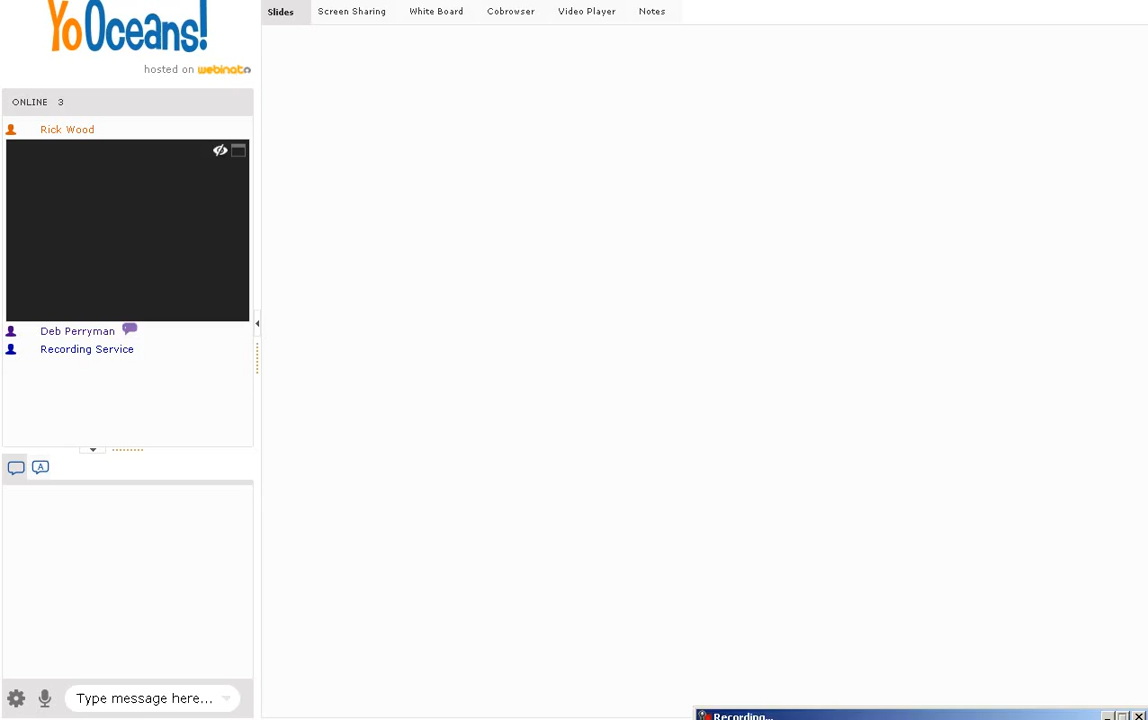 YoOceans!
hosted on webinato
Slides Screen Sharing White Board Cobrowser Video Player Notes
ONLINE 3
Rick Wood
Deb Perryman
Recording Service
A
Type message here...
Recording...